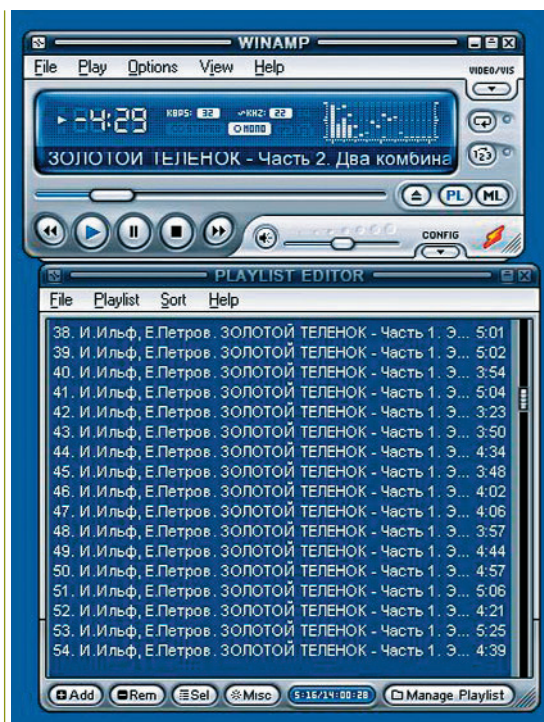 WINAMP
File Play Options View Help
VIDEO/VIS
-4:29
KBPS: 32 KHZ: 22
STEREO MONO
ЗОЛОТОЙ ТЕЛЕНОК - Часть 2. Два комбина
123
PL ML
CONFIG
PLAYLIST EDITOR
File Playlist Sort Help
38. И.Ильф, Е.Петров. ЗОЛОТОЙ ТЕЛЕНОК - Часть 1. Э... 5:01
39. И.Ильф, Е.Петров. ЗОЛОТОЙ ТЕЛЕНОК - Часть 1. Э... 5:02
40. И.Ильф, Е.Петров. ЗОЛОТОЙ ТЕЛЕНОК - Часть 1. Э... 3:54
41. И.Ильф, Е.Петров. ЗОЛОТОЙ ТЕЛЕНОК - Часть 1. Э... 5:04
42. И.Ильф, Е.Петров. ЗОЛОТОЙ ТЕЛЕНОК - Часть 1. Э... 3:23
43. И.Ильф, Е.Петров. ЗОЛОТОЙ ТЕЛЕНОК - Часть 1. Э... 3:50
44. И.Ильф, Е.Петров. ЗОЛОТОЙ ТЕЛЕНОК - Часть 1. Э... 4:34
45. И.Ильф, Е.Петров. ЗОЛОТОЙ ТЕЛЕНОК - Часть 1. Э... 3:48
46. И.Ильф, Е.Петров. ЗОЛОТОЙ ТЕЛЕНОК - Часть 1. Э... 4:02
47. И.Ильф, Е.Петров. ЗОЛОТОЙ ТЕЛЕНОК - Часть 1. Э... 4:06
48. И.Ильф, Е.Петров. ЗОЛОТОЙ ТЕЛЕНОК - Часть 1. Э... 3:57
49. И.Ильф, Е.Петров. ЗОЛОТОЙ ТЕЛЕНОК - Часть 1. Э... 4:44
50. И.Ильф, Е.Петров. ЗОЛОТОЙ ТЕЛЕНОК - Часть 1. Э... 4:57
51. И.Ильф, Е.Петров. ЗОЛОТОЙ ТЕЛЕНОК - Часть 1. Э... 5:06
52. И.Ильф, Е.Петров. ЗОЛОТОЙ ТЕЛЕНОК - Часть 1. Э... 4:21
53. И.Ильф, Е.Петров. ЗОЛОТОЙ ТЕЛЕНОК - Часть 1. Э... 5:25
54. И.Ильф, Е.Петров. ЗОЛОТОЙ ТЕЛЕНОК - Часть 1. Э... 4:39
Add Rem Sel Misc 5:16/14:00:28 Manage Playlist